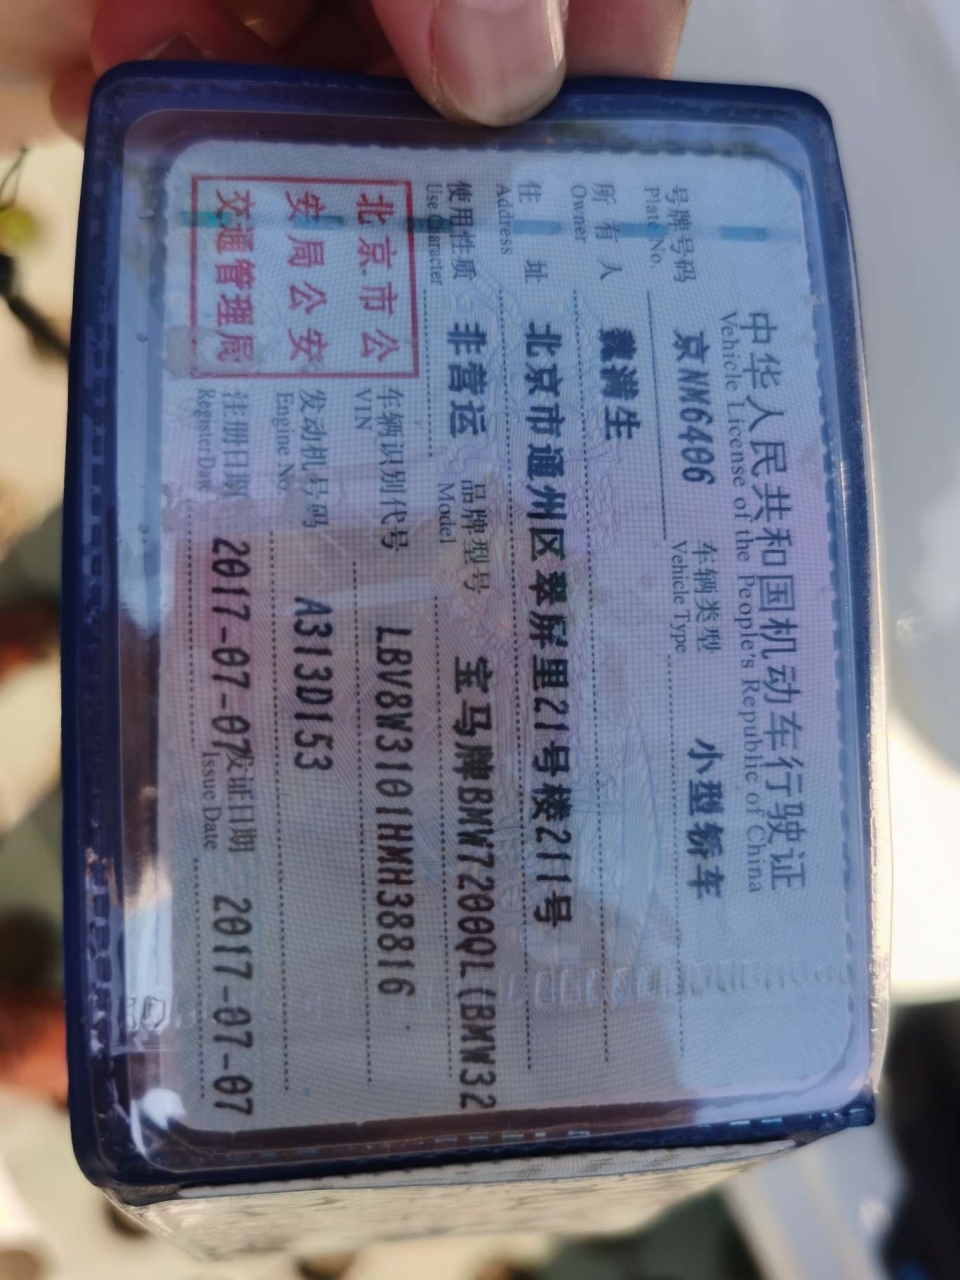 中华人民共和国机动车行驶证
Vehicle License of the People's Republic of China
号牌号码 京NM6406 车辆类型 小型轿车
Plate No. Vehicle Type
所有人 魏满生
Owner
住址 北京市通州区翠屏里21号楼211号
Address
使用性质 非营运 品牌型号 宝马牌BMW7200QL(BMW32
Use Character Model
北京市公
安局公安
交通管理局
车辆识别代号 LBV8W3101HMH38816
VIN
发动机号码 A313D153
Engine No.
注册日期 2017-07-07 发证日期 2017-07-07
Register Date Issue Date